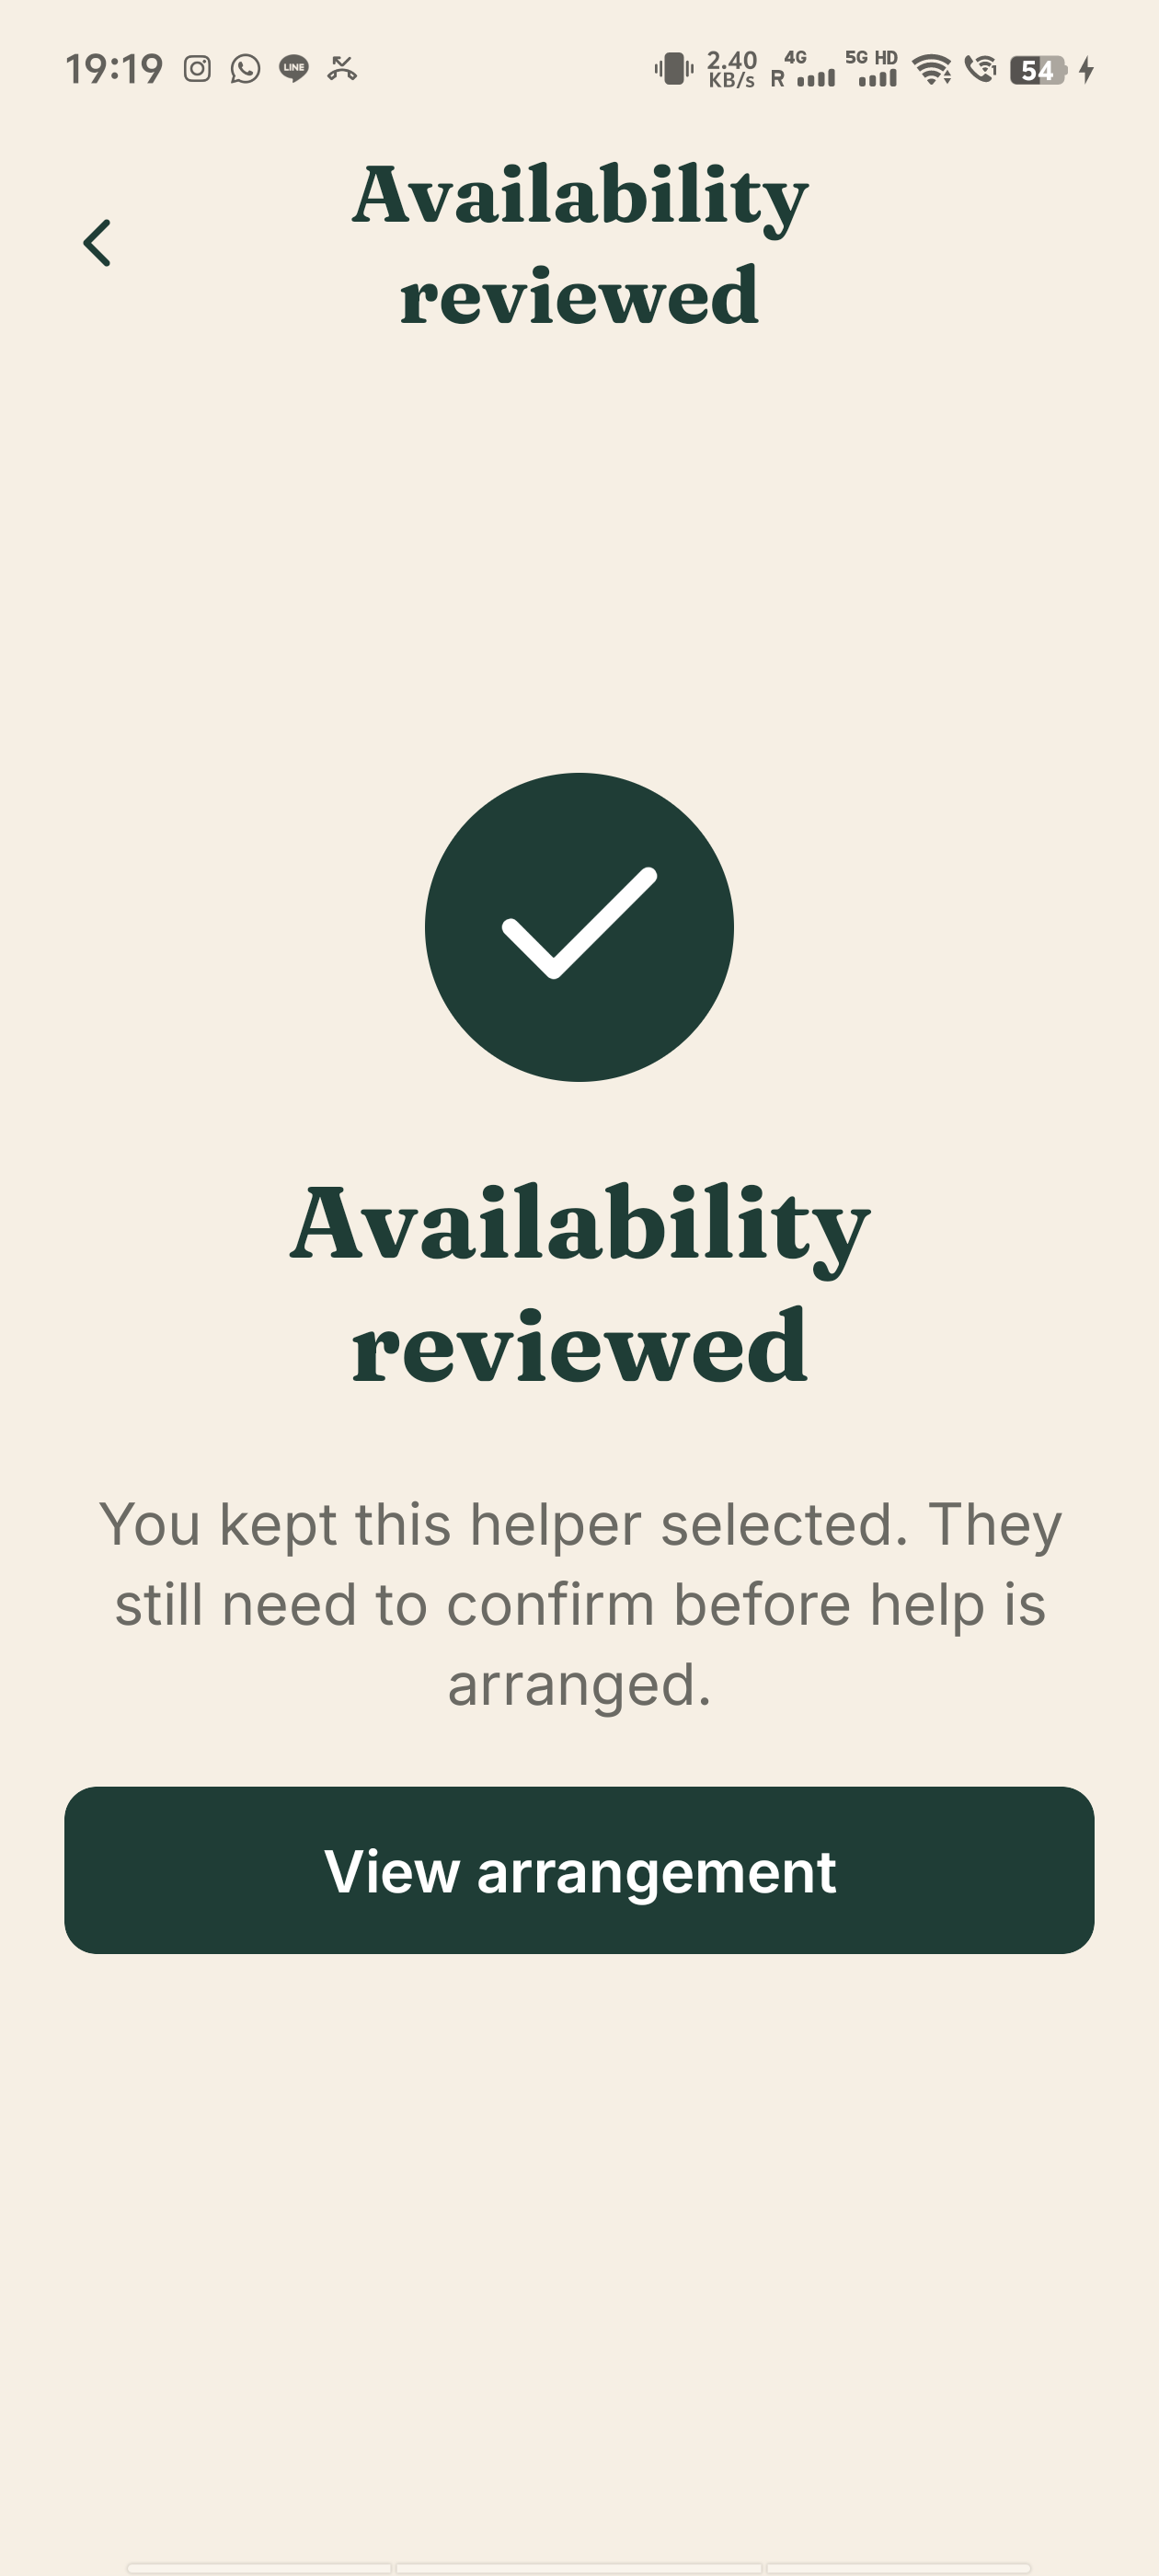 19:19
LINE
2.40
KB/s
R 4G
5G HD
54
Availability
reviewed
Availability
reviewed
You kept this helper selected. They
still need to confirm before help is
arranged.
View arrangement